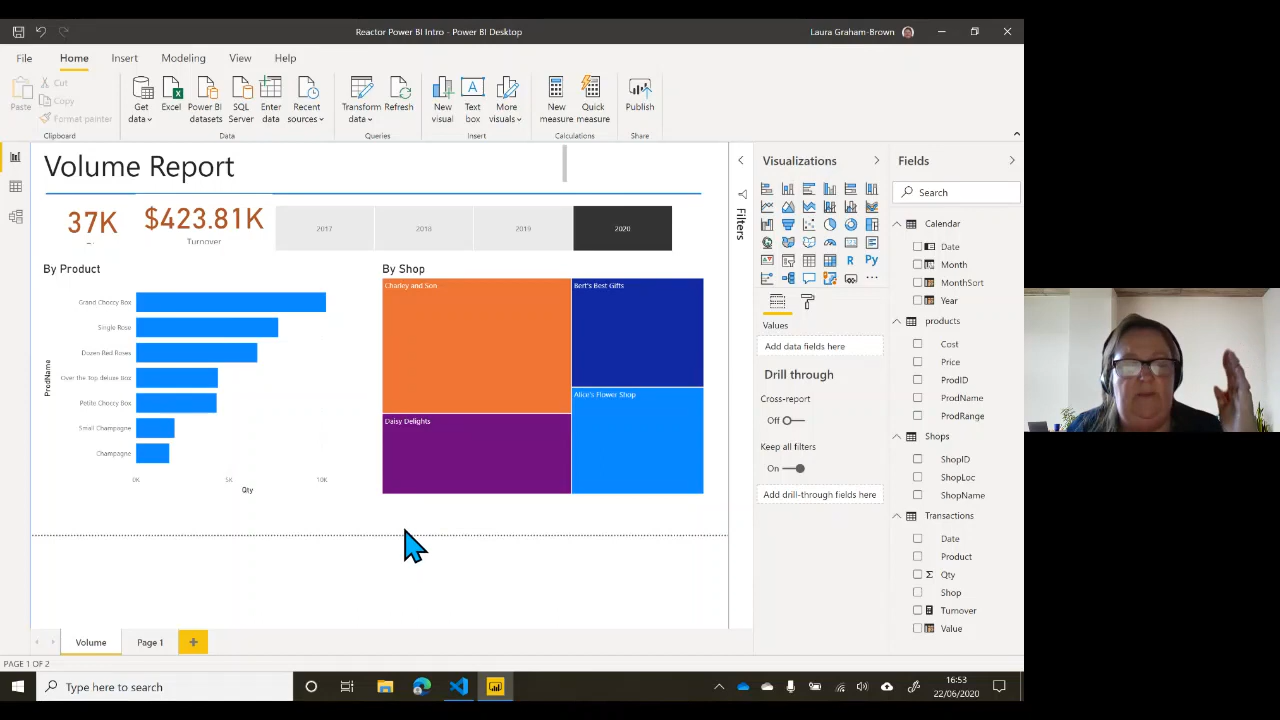 Reactor Power BI Intro - Power BI Desktop
Laura Graham-Brown
File Home Insert Modeling View Help
Paste
Cut
Copy
Format painter
Clipboard
Get data
Excel
Power BI datasets
SQL Server
Enter data
Recent sources
Data
Transform data
Refresh
Queries
New visual
Text box
More visuals
Insert
New measure
Quick measure
Calculations
Publish
Share
Volume Report
37K
$423.81K
Turnover
2017
2018
2019
2020
By Product
ProdName
Grand Choccy Box
Single Rose
Dozen Red Roses
Over the Top deluxe Box
Petite Choccy Box
Small Champagne
Champagne
0K 5K 10K
Qty
By Shop
Charley and Son
Bert's Best Gifts
Daisy Delights
Alice's Flower Shop
Filters
Visualizations
R
Py
Values
Add data fields here
Drill through
Cross-report
Off
Keep all filters
On
Add drill-through fields here
Fields
Search
Calendar
Date
Month
MonthSort
Year
products
Cost
Price
ProdID
ProdName
ProdRange
Shops
ShopID
ShopLoc
ShopName
Transactions
Date
Product
Σ Qty
Shop
Turnover
Value
Volume
Page 1
+
PAGE 1 OF 2
Type here to search
16:53
22/06/2020